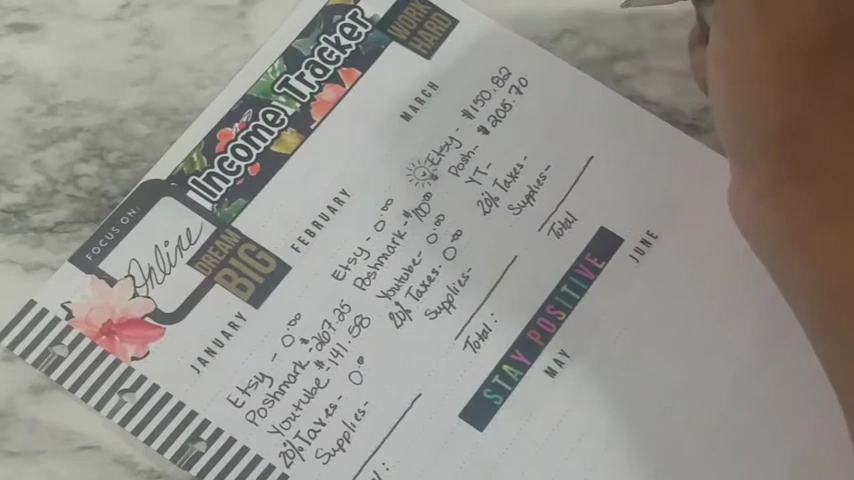 WORK
HARD
Income Tracker
FOCUS ON:
Online
DREAM
BIG
JANUARY
Etsy - 0.00
Poshmark - $267.25
Youtube - $141.58
20% Taxes - 0.00
Supplies -
FEBRUARY
Etsy - 0.00
Poshmark - $70.00
Youtube - 0.00
20% Taxes - 0.00
Supplies -
Total:
MARCH
Etsy - $150.82
Posh - $205.70
YT -
20% Taxes -
Supplies -
Total
STAY POSITIVE
MAY
JUNE